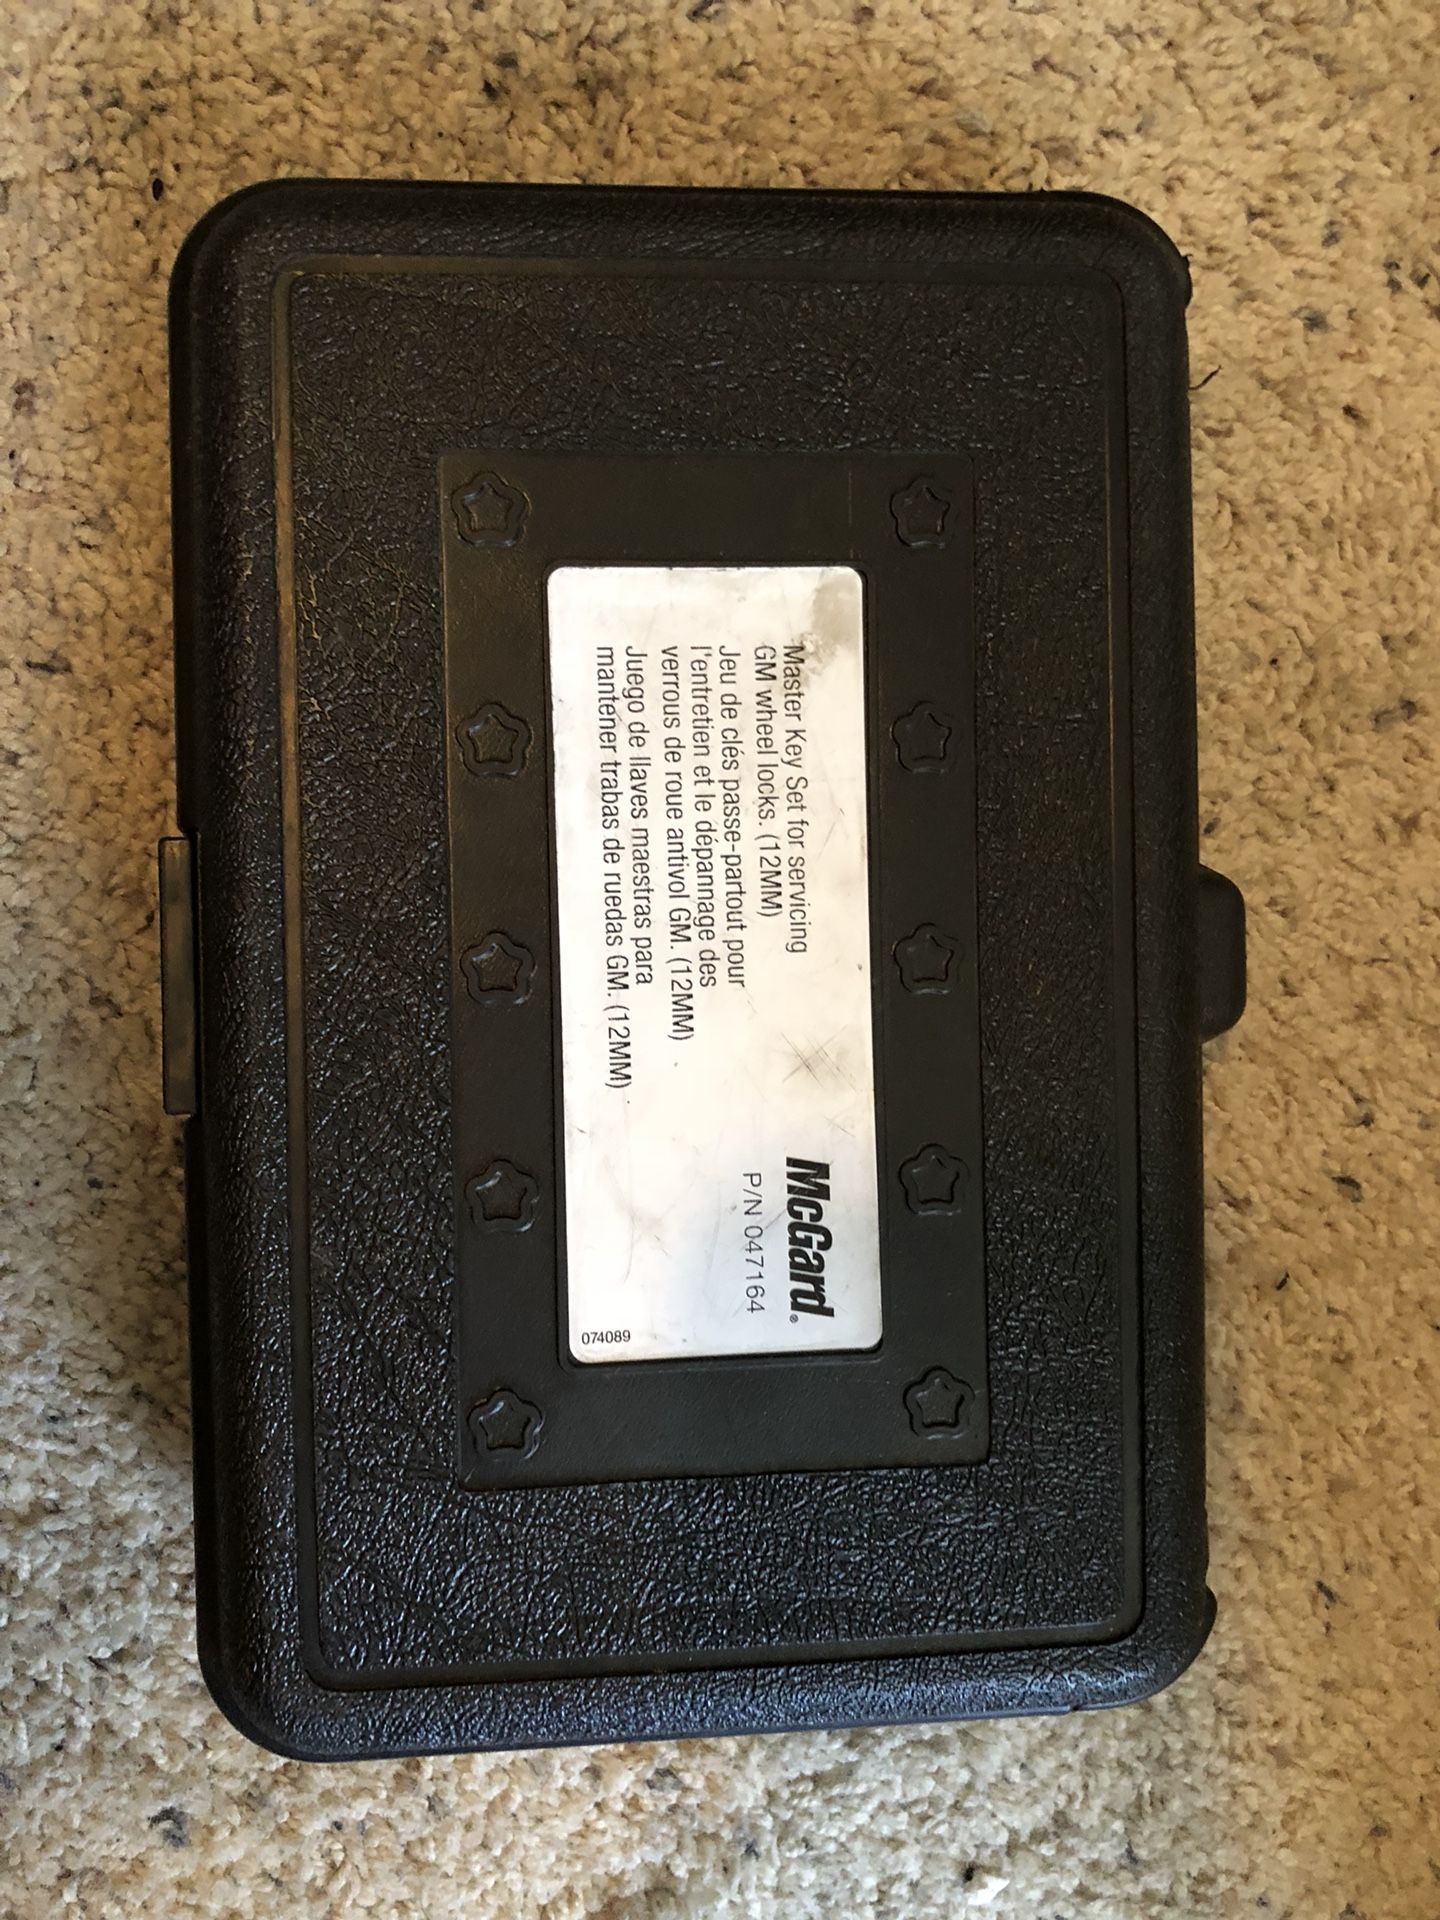 Master Key Set for servicing
GM wheel locks. (12MM)
Jeu de clés passe-partout pour
l'entretien et le dépannage des
verrous de roue antivol GM. (12MM)
Juego de llaves maestras para
mantener trabas de ruedas GM. (12MM)
McGard®
P/N 047164
074089